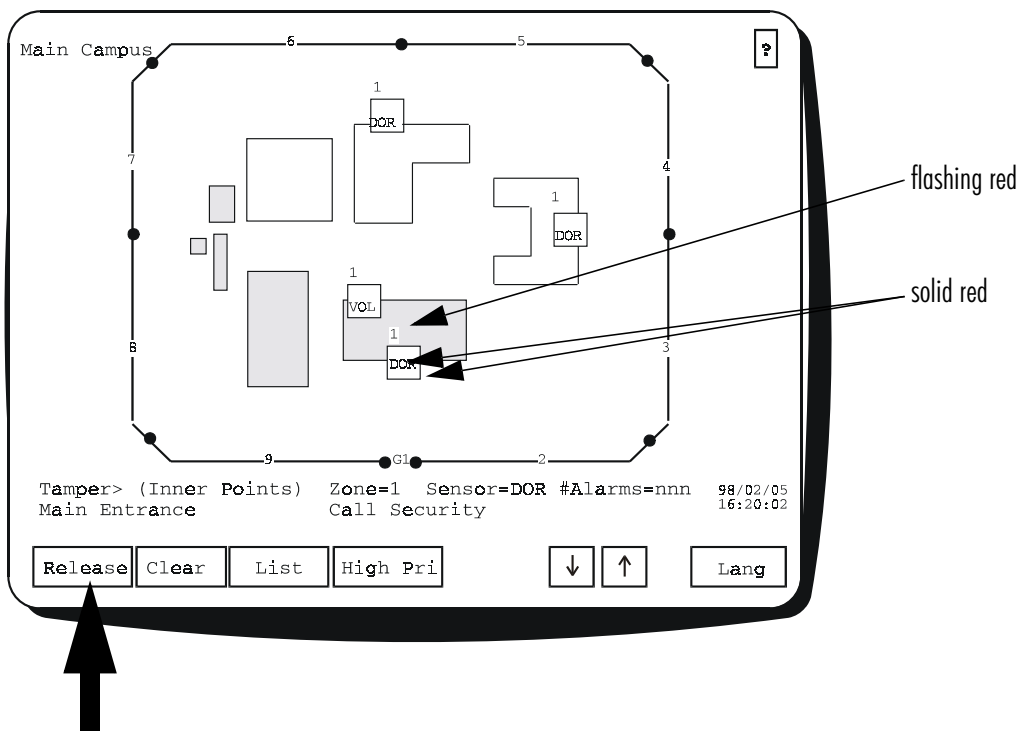 Main Campus
6
5
?
1
DOR
7
4
flashing red
1
DOR
1
VOL
solid red
1
DOR
8
3
9
G1
2
Tamper> (Inner Points) Zone=1 Sensor=DOR #Alarms=nnn 98/02/05
Main Entrance Call Security 16:20:02
Release Clear List High Pri ↓ ↑ Lang